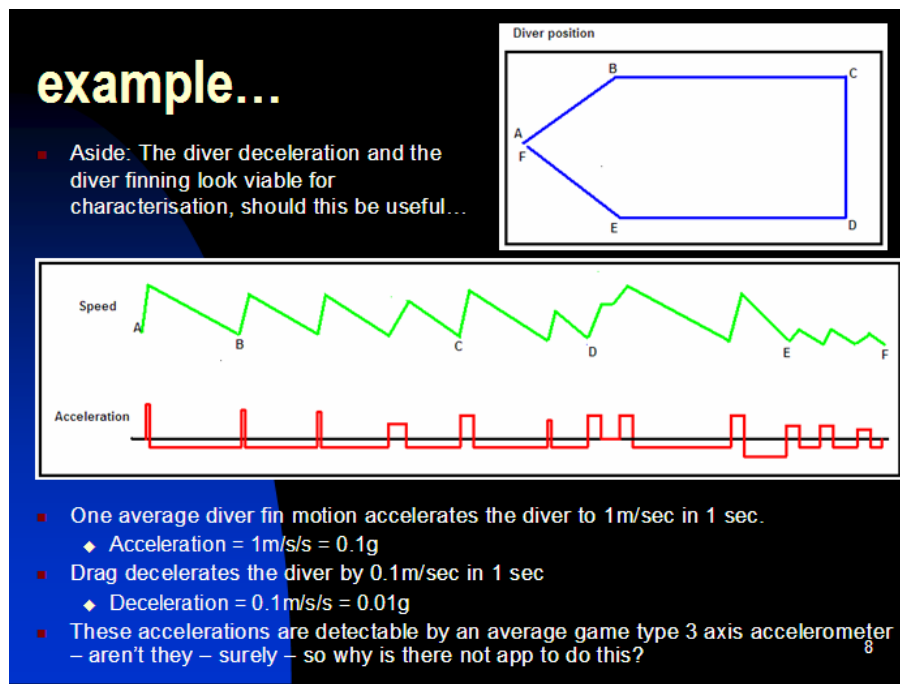 example...
Aside: The diver deceleration and the
diver finning look viable for
characterisation, should this be useful...
Diver position
B
C
A
F
E
D
Speed
A
B
C
D
E
F
Acceleration
One average diver fin motion accelerates the diver to 1m/sec in 1 sec.
Acceleration = 1m/s/s = 0.1g
Drag decelerates the diver by 0.1m/sec in 1 sec
Deceleration = 0.1m/s/s = 0.01g
These accelerations are detectable by an average game type 3 axis accelerometer
– aren't they – surely – so why is there not app to do this?
8